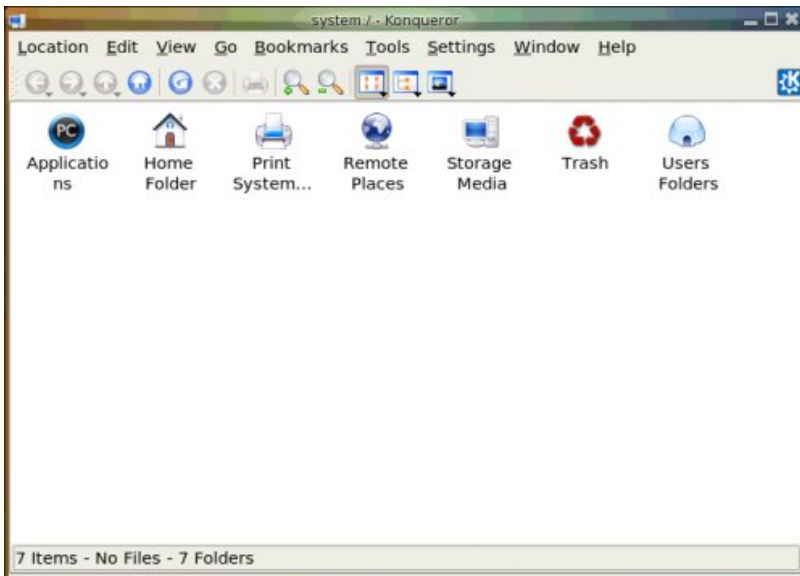 system:/ - Konqueror
Location Edit View Go Bookmarks Tools Settings Window Help
K
PC
Applicatio
ns
Home
Folder
Print
System...
Remote
Places
Storage
Media
Trash
Users
Folders
7 Items - No Files - 7 Folders